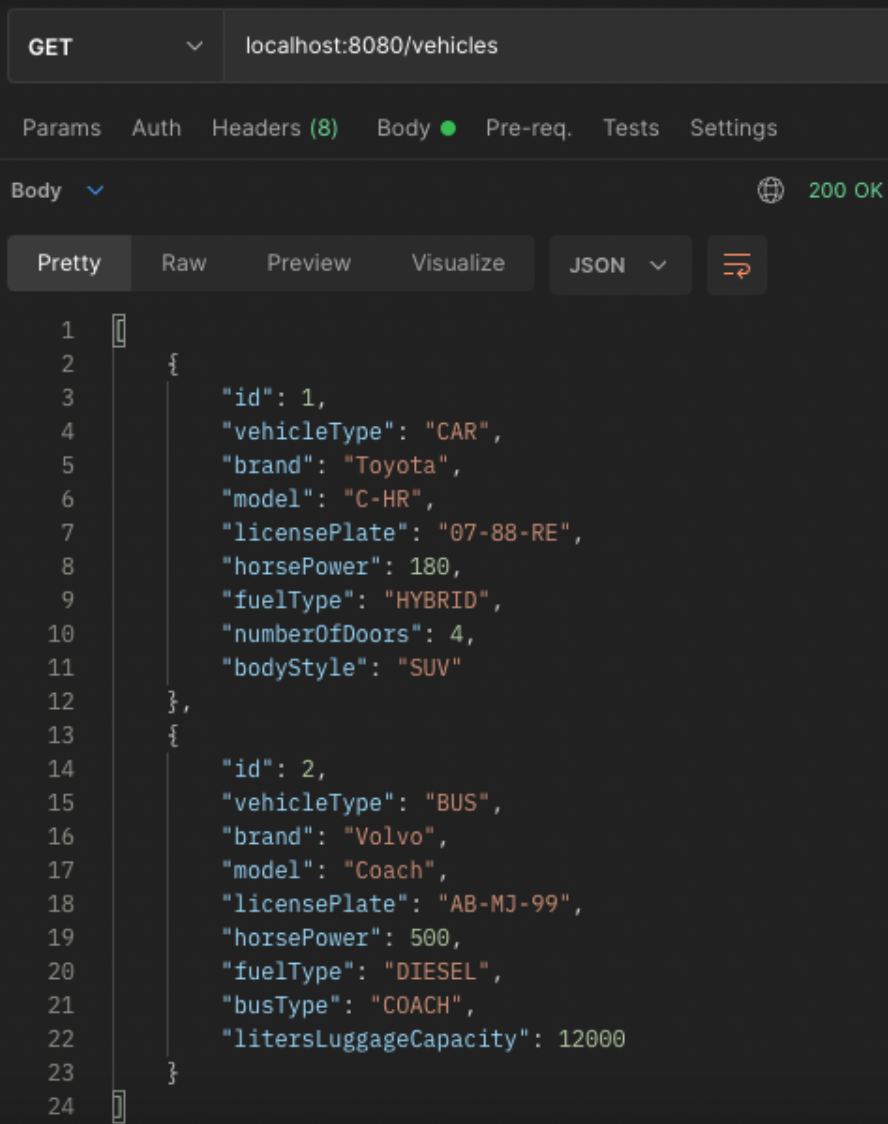 GET localhost:8080/vehicles
Params Auth Headers (8) Body Pre-req. Tests Settings
Body 200 OK
Pretty Raw Preview Visualize JSON
1 [
2 {
3 "id": 1,
4 "vehicleType": "CAR",
5 "brand": "Toyota",
6 "model": "C-HR",
7 "licensePlate": "07-88-RE",
8 "horsePower": 180,
9 "fuelType": "HYBRID",
10 "numberOfDoors": 4,
11 "bodyStyle": "SUV"
12 },
13 {
14 "id": 2,
15 "vehicleType": "BUS",
16 "brand": "Volvo",
17 "model": "Coach",
18 "licensePlate": "AB-MJ-99",
19 "horsePower": 500,
20 "fuelType": "DIESEL",
21 "busType": "COACH",
22 "litersLuggageCapacity": 12000
23 }
24 ]